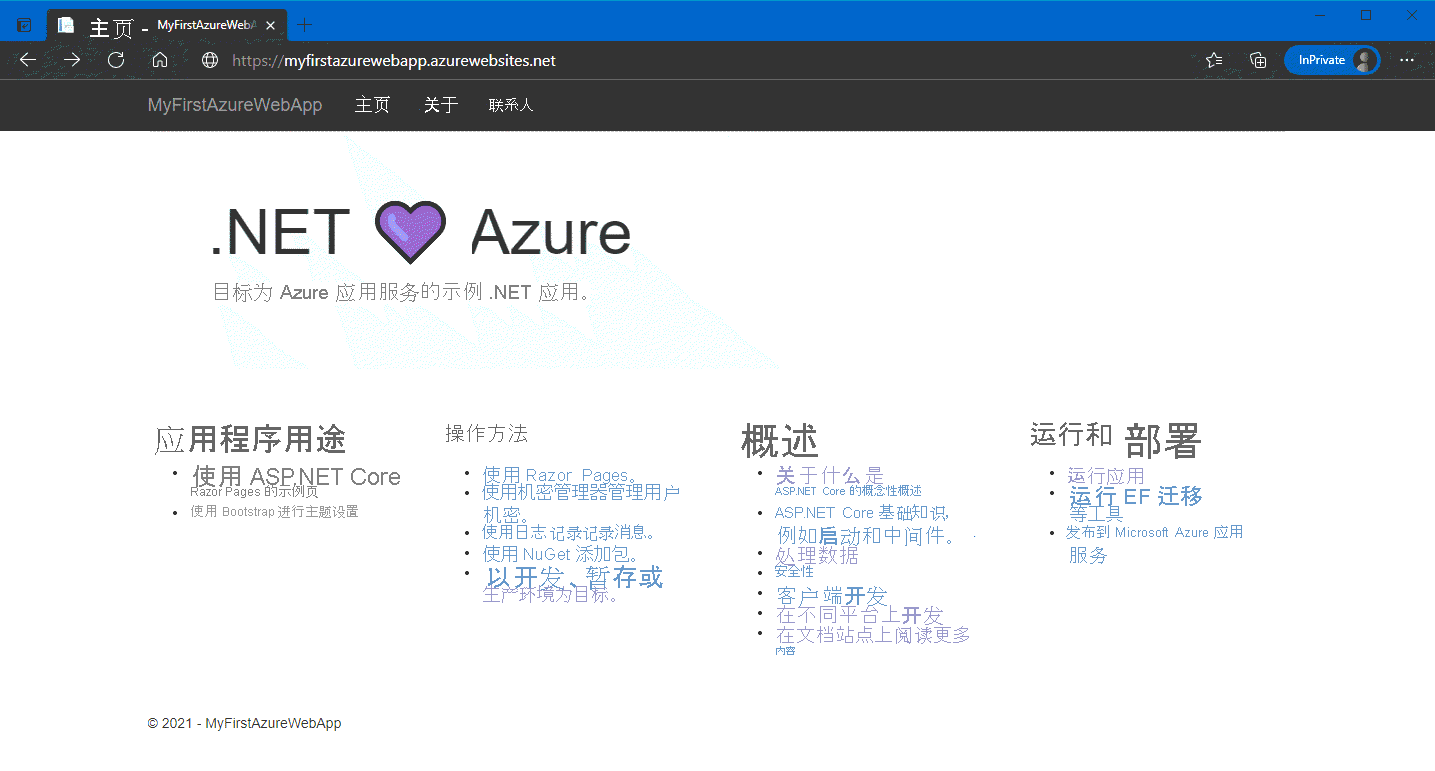 主页 - MyFirstAzureWebA
https://myfirstazurewebapp.azurewebsites.net
InPrivate
MyFirstAzureWebApp 主页 关于 联系人
.NET 💜 Azure
目标为 Azure 应用服务的示例 .NET 应用。
应用程序用途
使用 ASP.NET Core
Razor Pages 的示例页
使用 Bootstrap 进行主题设置
操作方法
使用 Razor Pages。
使用机密管理器管理用户
机密。
使用日志记录记录消息。
使用 NuGet 添加包。
以开发、暂存或
生产环境为目标。
概述
关于什么是
ASP.NET Core 的概念性概述
ASP.NET Core 基础知识,
例如启动和中间件。
处理数据
安全性
客户端开发
在不同平台上开发
在文档站点上阅读更多
内容
运行和 部署
运行应用
运行 EF 迁移
等工具
发布到 Microsoft Azure 应用
服务
© 2021 - MyFirstAzureWebApp